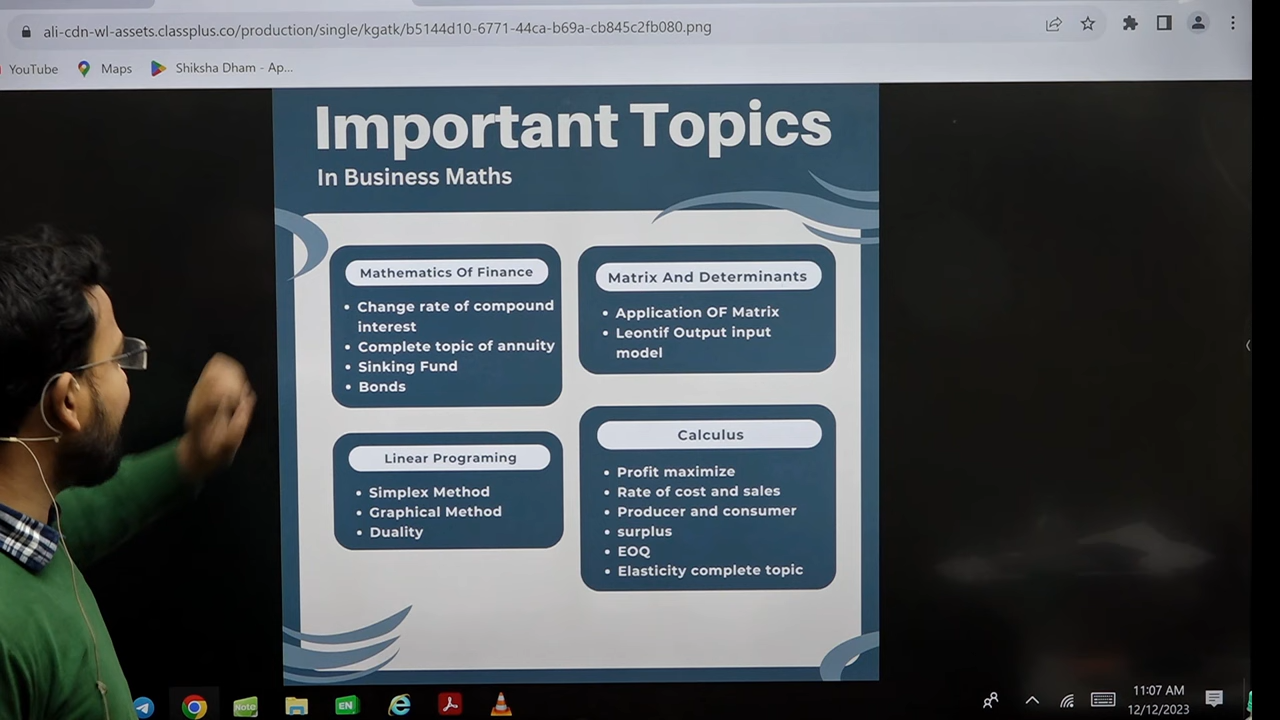 ali-cdn-wl-assets.classplus.co/production/single/kgatk/b5144d10-6771-44ca-b69a-cb845c2fb080.png
YouTube
Maps
Shiksha Dham - Ap...
Important Topics
In Business Maths
Mathematics Of Finance
• Change rate of compound
interest
• Complete topic of annuity
• Sinking Fund
• Bonds
Matrix And Determinants
• Application OF Matrix
• Leontif Output input
model
Linear Programing
• Simplex Method
• Graphical Method
• Duality
Calculus
• Profit maximize
• Rate of cost and sales
• Producer and consumer
• surplus
• EOQ
• Elasticity complete topic
Note
EN
11:07 AM
12/12/2023